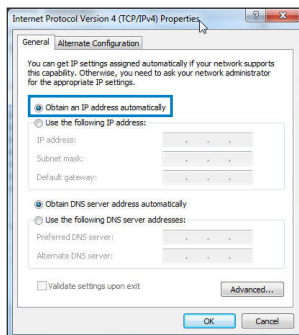 Internet Protocol Version 4 (TCP/IPv4) Properties
General
Alternate Configuration
You can get IP settings assigned automatically if your network supports
this capability. Otherwise, you need to ask your network administrator
for the appropriate IP settings.
Obtain an IP address automatically
Use the following IP address:
IP address:
Subnet mask:
Default gateway:
Obtain DNS server address automatically
Use the following DNS server addresses:
Preferred DNS server:
Alternate DNS server:
Validate settings upon exit
Advanced...
OK
Cancel